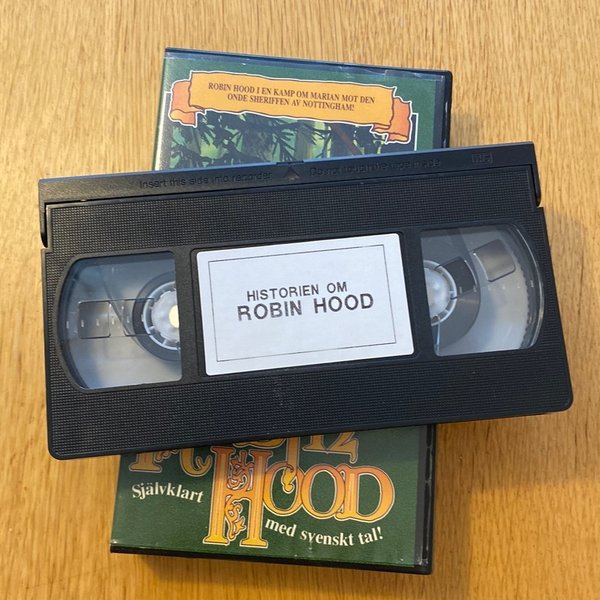 ROBIN HOOD I EN KAMP OM MARIAN MOT DEN
ONDE SHERIFFEN AV NOTTINGHAM!
Insert this side into recorder
Do not touch the tape inside
VHS
HISTORIEN OM
ROBIN HOOD
HOOD
Självklart
med svenskt tal!